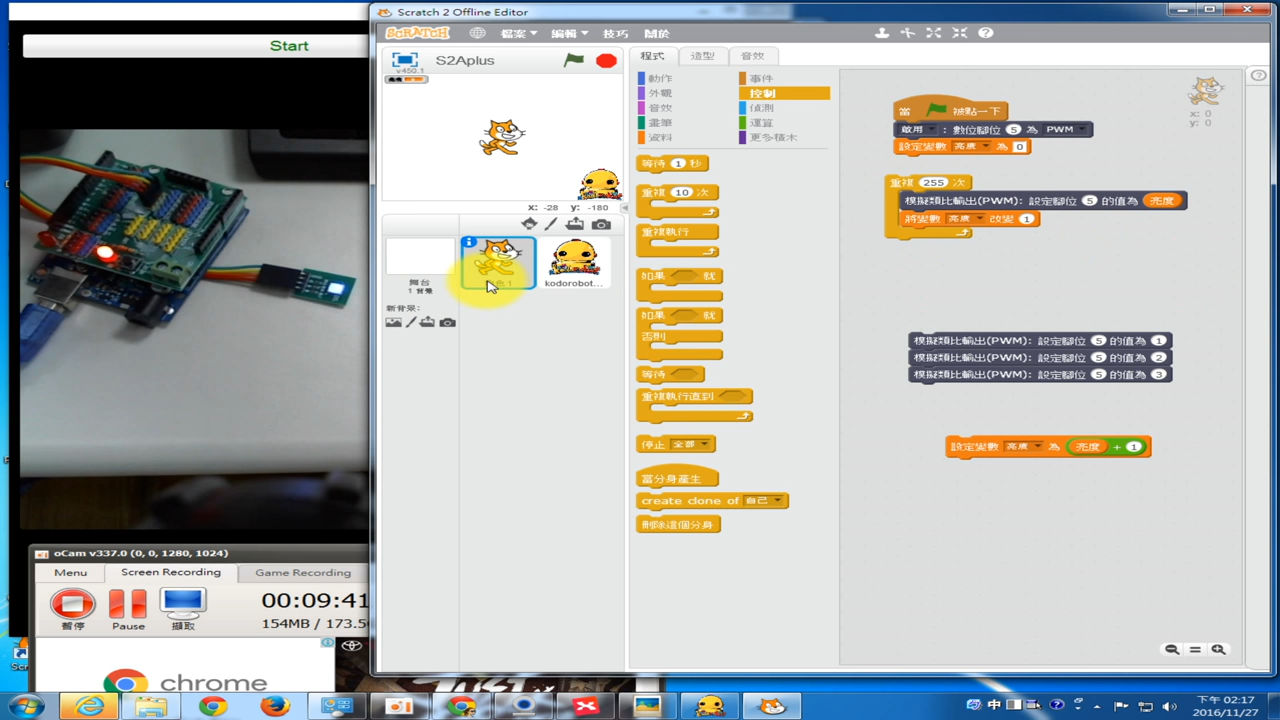 Scratch 2 Offline Editor
SCRATCH 檔案 編輯 技巧 關於
Start
v450.1
S2Aplus
程式 造型 音效
動作 事件
外觀 控制
音效 偵測
畫筆 運算
資料 更多積木
x: -28 y: -180
舞台
1 背景
kodorobot...
新背景:
等待 1 秒
重複 10 次
重複執行
如果 就
如果 就
否則
等待
重複執行直到
停止 全部
當分身產生
create clone of 自己
刪除這個分身
x: 0
y: 0
當 被點一下
啟用 : 數位腳位 5 為 PWM
設定變數 亮度 為 0
重複 255 次
模擬類比輸出(PWM): 設定腳位 5 的值為 亮度
將變數 亮度 改變 1
模擬類比輸出(PWM): 設定腳位 5 的值為 1
模擬類比輸出(PWM): 設定腳位 5 的值為 2
模擬類比輸出(PWM): 設定腳位 5 的值為 3
設定變數 亮度 為 亮度 + 1
oCam v337.0 (0, 0, 1280, 1024)
Menu Screen Recording Game Recording
00:09:41
暫停 Pause 擷取
154MB / 173.5
chrome
中
下午 02:17
2016/11/27